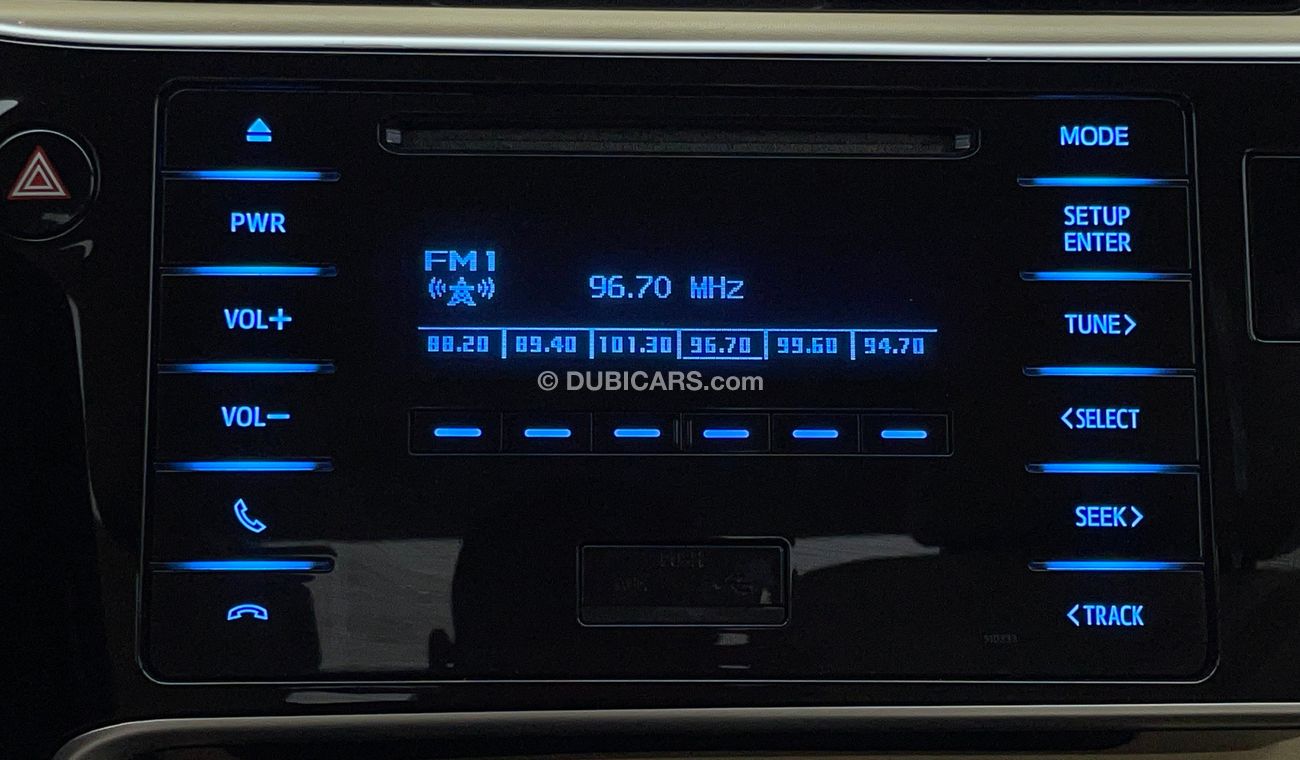 MODE
PWR
SETUP
ENTER
FM1
96.70 MHz
VOL+
TUNE>
88.20 89.40 101.30 96.70 99.60 94.70
© DUBICARS.com
VOL-
<SELECT
SEEK>
<TRACK